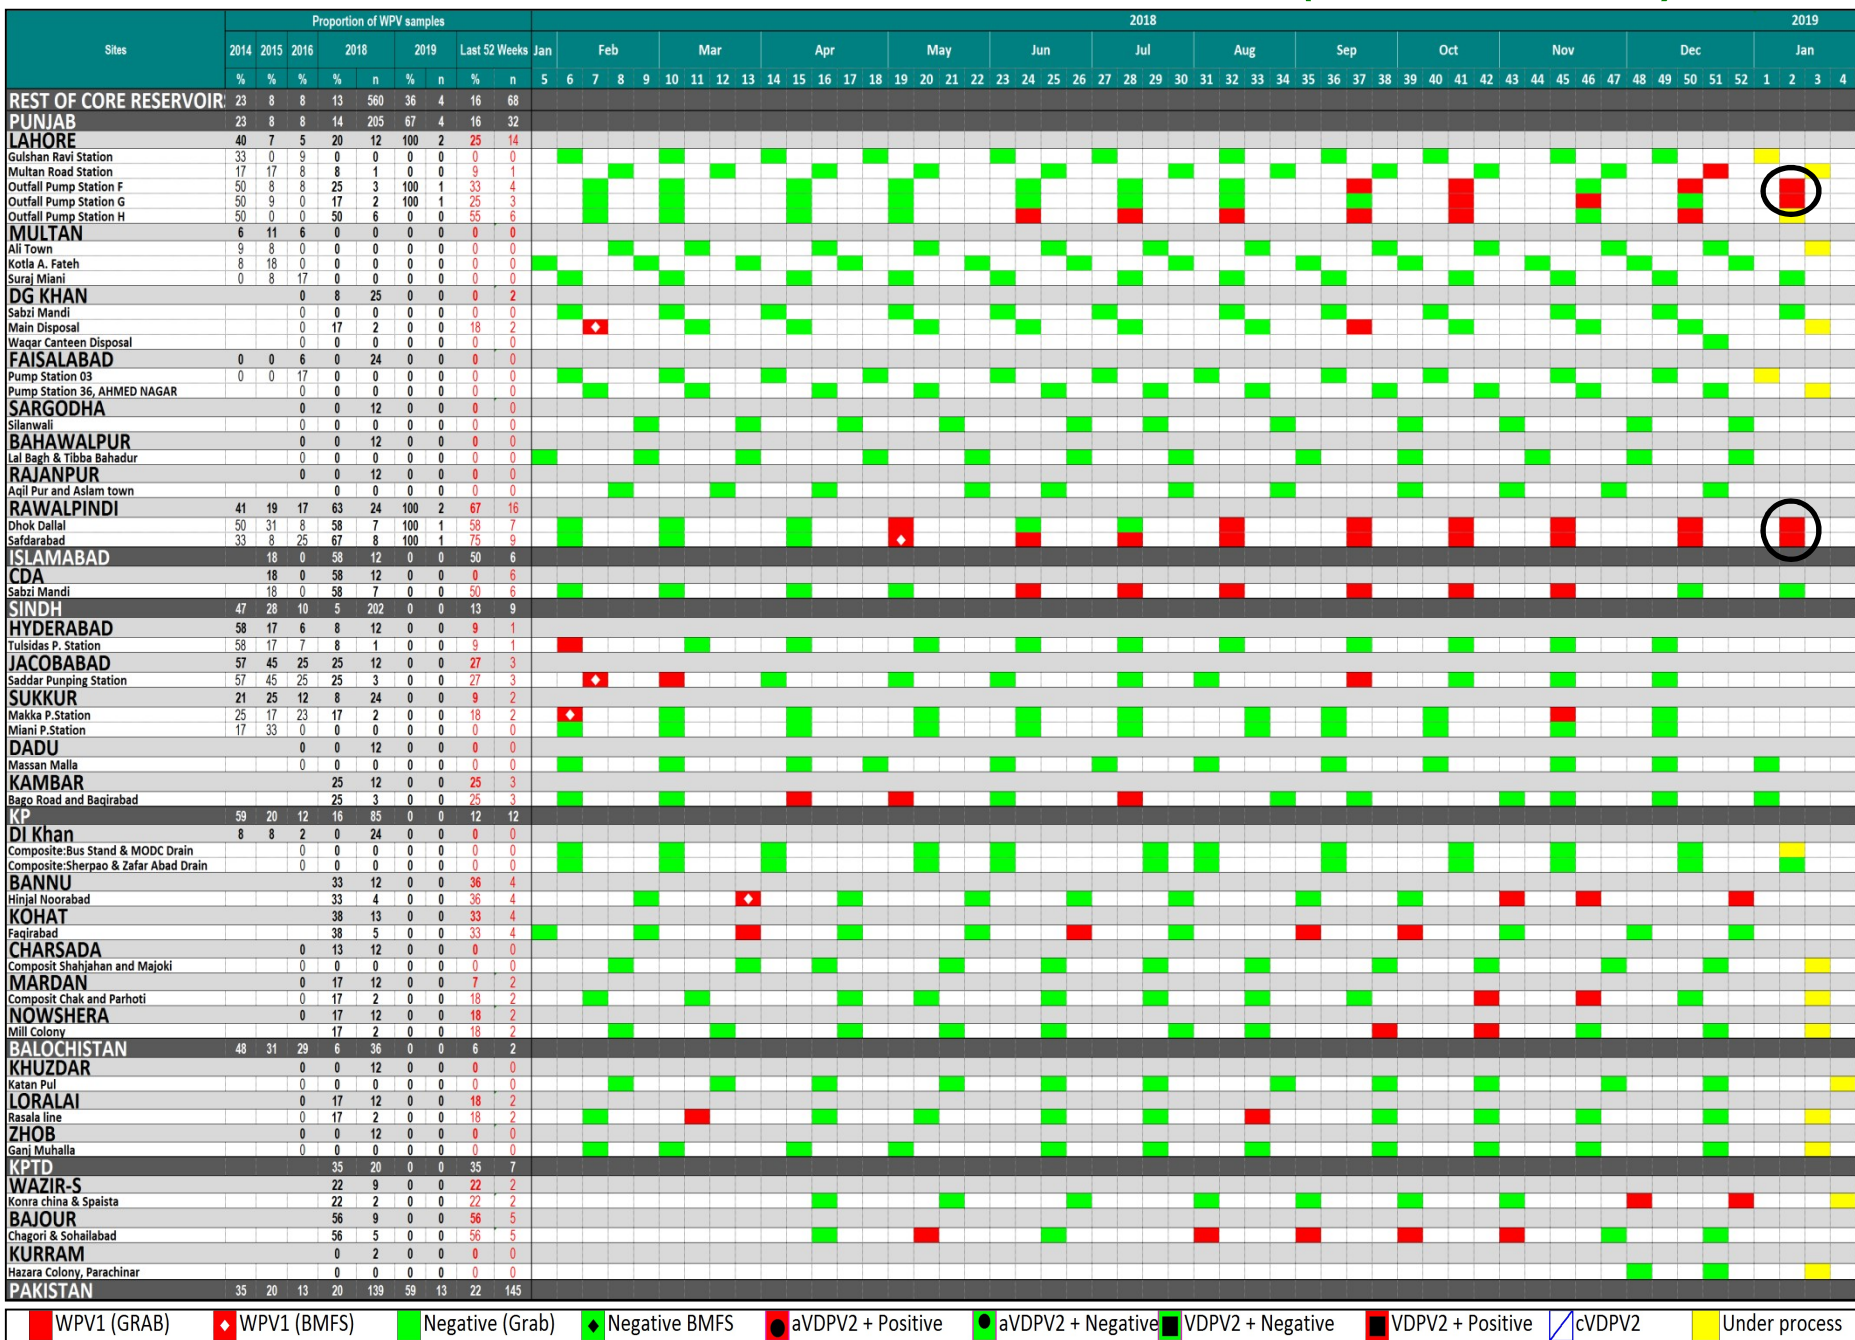 Proportion of WPV samples 2018 2019
Sites 2014 2015 2016 2018 2019 Last 52 Weeks Jan Feb Mar Apr May Jun Jul Aug Sep Oct Nov Dec Jan
% % % % n % n % n 5 6 7 8 9 10 11 12 13 14 15 16 17 18 19 20 21 22 23 24 25 26 27 28 29 30 31 32 33 34 35 36 37 38 39 40 41 42 43 44 45 46 47 48 49 50 51 52 1 2 3 4
REST OF CORE RESERVOIR 23 8 8 13 560 36 4 16 68
PUNJAB 23 8 8 14 205 67 4 16 32
LAHORE 40 7 5 20 12 100 2 25 14
Gulshan Ravi Station 33 0 9 0 0 0 0 0 0
Multan Road Station 17 17 8 8 1 0 0 9 1
Outfall Pump Station F 50 8 8 25 3 100 1 33 4
Outfall Pump Station G 50 9 0 17 2 100 1 25 3
Outfall Pump Station H 50 0 0 50 6 0 0 55 6
MULTAN 6 11 6 0 0 0 0 0 0
Ali Town 9 8 0 0 0 0 0 0
Kotla A. Fateh 8 18 0 0 0 0 0 0 0
Suraj Miani 0 8 17 0 0 0 0 0 0
DG KHAN 0 8 25 0 0 0 2
Sabzi Mandi 0 0 0 0 0 0 0
Main Disposal 0 17 2 0 0 18 2
Waqar Canteen Disposal 0 0 0 0 0 0 0
FAISALABAD 0 0 6 0 24 0 0 0 0
Pump Station 03 0 0 17 0 0 0 0 0 0
Pump Station 36, AHMED NAGAR 0 0 0 0 0 0 0
SARGODHA 0 0 12 0 0 0 0
Silanwali 0 0 0 0 0 0 0
BAHAWALPUR 0 0 12 0 0 0 0
Lal Bagh & Tibba Bahadur 0 0 0 0 0 0 0
RAJANPUR 0 0 12 0 0 0 0
Aqil Pur and Aslam town 0 0 0 0 0 0
RAWALPINDI 41 19 17 63 24 100 2 67 16
Dhok Dallal 50 31 8 58 7 100 1 58 7
Safdarabad 33 8 25 67 8 100 1 75 9
ISLAMABAD 18 0 58 12 0 0 50 6
CDA 18 0 58 12 0 0 0 6
Sabzi Mandi 18 0 58 7 0 0 50 6
SINDH 47 28 10 5 202 0 0 13 9
HYDERABAD 58 17 6 8 12 0 0 9 1
Tulsidas P. Station 58 17 7 8 1 0 0 9 1
JACOBABAD 57 45 25 25 12 0 0 27 3
Saddar Punping Station 57 45 25 25 3 0 0 27 3
SUKKUR 21 25 12 8 24 0 0 9 2
Makka P.Station 25 17 23 17 2 0 0 18 2
Miani P.Station 17 33 0 0 0 0 0 0 0
DADU 0 0 12 0 0 0 0
Massan Malla 0 0 0 0 0 0 0
KAMBAR 25 12 0 0 25 3
Bago Road and Baqirabad 25 3 0 0 25 3
KP 59 20 12 16 85 0 0 12 12
DI Khan 8 8 2 0 24 0 0 0 0
Composite:Bus Stand & MODC Drain 0 0 0 0 0 0 0
Composite:Sherpao & Zafar Abad Drain 0 0 0 0 0 0 0
BANNU 33 12 0 0 36 4
Hinjal Noorabad 33 4 0 0 36 4
KOHAT 38 13 0 0 33 4
Faqirabad 38 5 0 0 33 4
CHARSADA 0 13 12 0 0 0 0
Composit Shahjahan and Majoki 0 0 0 0 0 0 0
MARDAN 0 17 12 0 0 7 2
Composit Chak and Parhoti 0 17 2 0 0 18 2
NOWSHERA 0 17 12 0 0 18 2
Mill Colony 17 2 0 0 18 2
BALOCHISTAN 48 31 29 6 36 0 0 6 2
KHUZDAR 0 0 12 0 0 0 0
Katan Pul 0 0 0 0 0 0 0
LORALAI 0 17 12 0 0 18 2
Rasala line 0 17 2 0 0 18 2
ZHOB 0 0 12 0 0 0 0
Ganj Muhalla 0 0 0 0 0 0 0
KPTD 35 20 0 0 35 7
WAZIR-S 22 9 0 0 22 2
Konra china & Spaista 22 2 0 0 22 2
BAJOUR 56 9 0 0 56 5
Chagori & Sohailabad 56 5 0 0 56 5
KURRAM 0 2 0 0 0 0
Hazara Colony, Parachinar 0 0 0 0 0 0
PAKISTAN 35 20 13 20 139 59 13 22 145
WPV1 (GRAB) WPV1 (BMFS) Negative (Grab) Negative BMFS aVDPV2 + Positive aVDPV2 + Negative VDPV2 + Negative VDPV2 + Positive cVDPV2 Under process